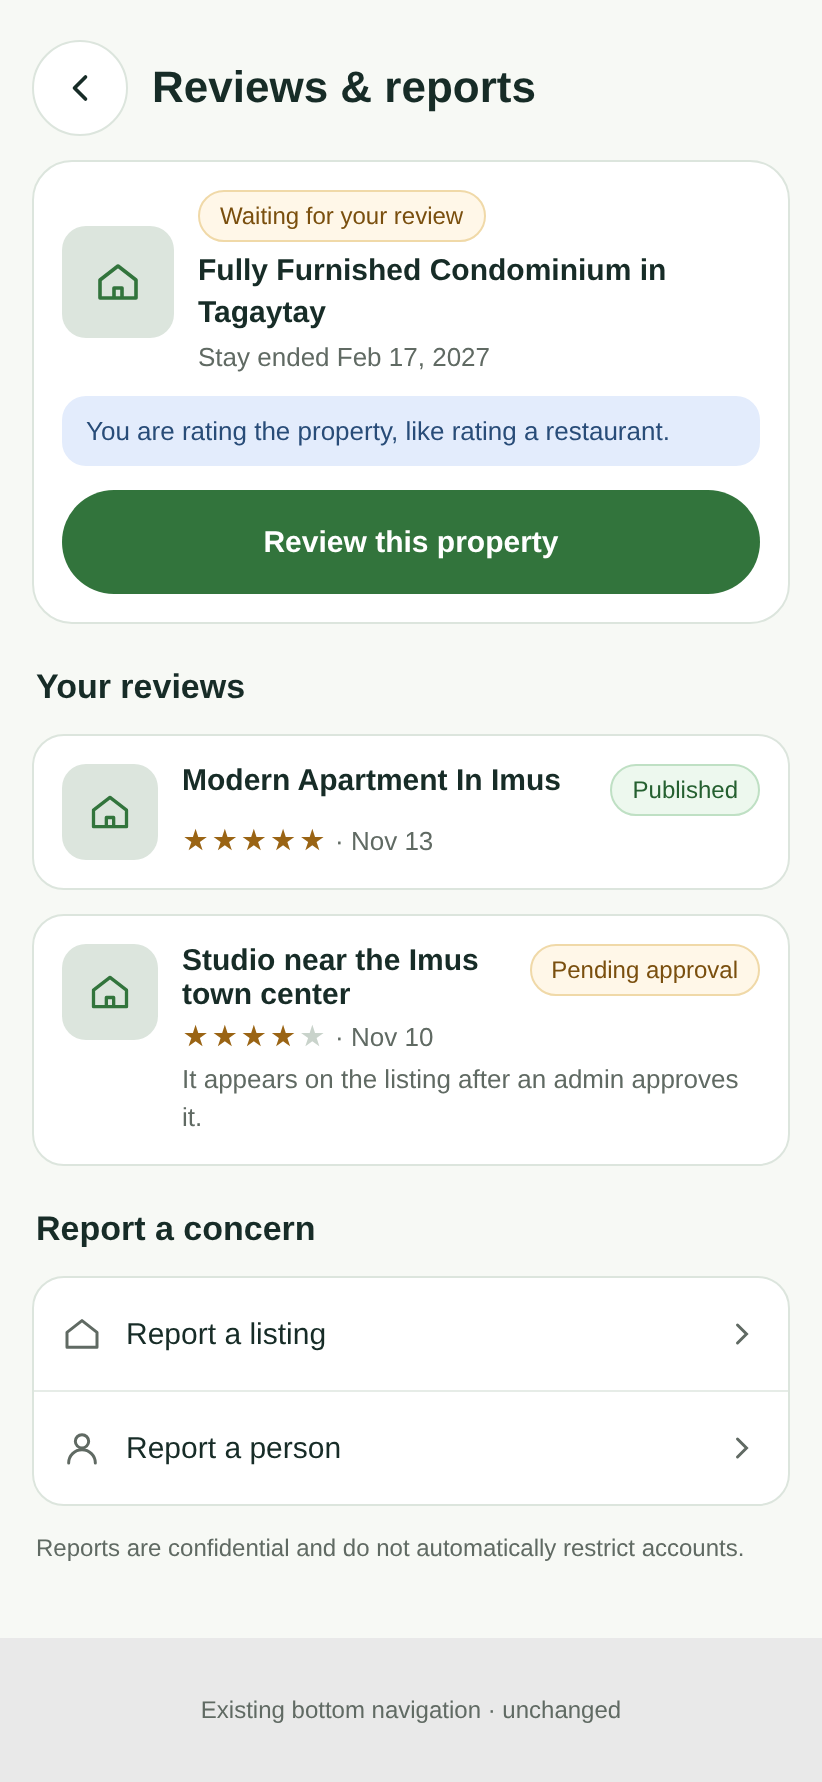 Reviews & reports
Waiting for your review
Fully Furnished Condominium in
Tagaytay
Stay ended Feb 17, 2027
You are rating the property, like rating a restaurant.
Review this property
Your reviews
Modern Apartment In Imus
Published
★★★★★ · Nov 13
Studio near the Imus
town center
Pending approval
★★★★★ · Nov 10
It appears on the listing after an admin approves
it.
Report a concern
Report a listing
Report a person
Reports are confidential and do not automatically restrict accounts.
Existing bottom navigation · unchanged